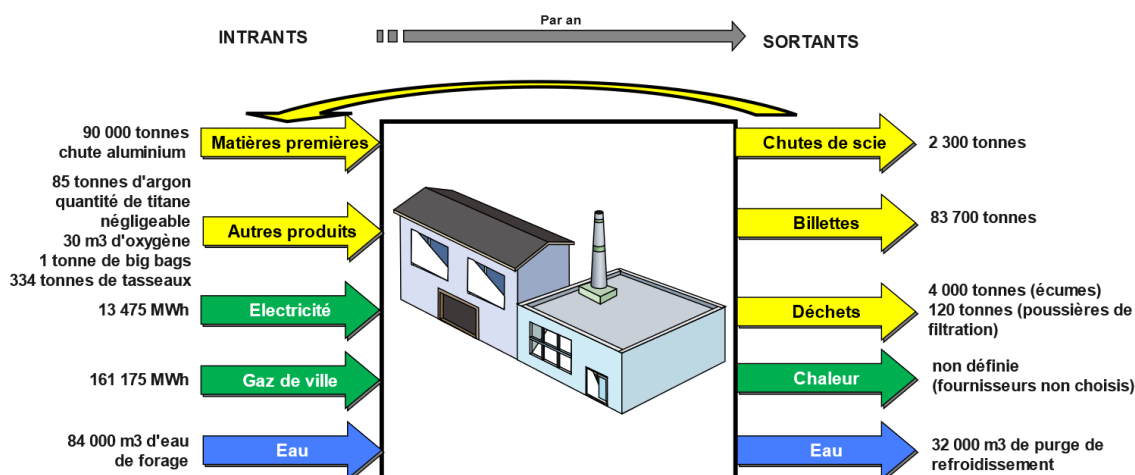 Par an
INTRANTS
SORTANTS
90 000 tonnes
chute aluminium
Matières premières
Chutes de scie
2 300 tonnes
85 tonnes d'argon
quantité de titane
négligeable
30 m3 d'oxygène
1 tonne de big bags
334 tonnes de tasseaux
Autres produits
Billettes
83 700 tonnes
13 475 MWh
Electricité
Déchets
4 000 tonnes (écumes)
120 tonnes (poussières de
filtration)
161 175 MWh
Gaz de ville
Chaleur
non définie
(fournisseurs non choisis)
84 000 m3 d'eau
de forage
Eau
Eau
32 000 m3 de purge de
refroidissement